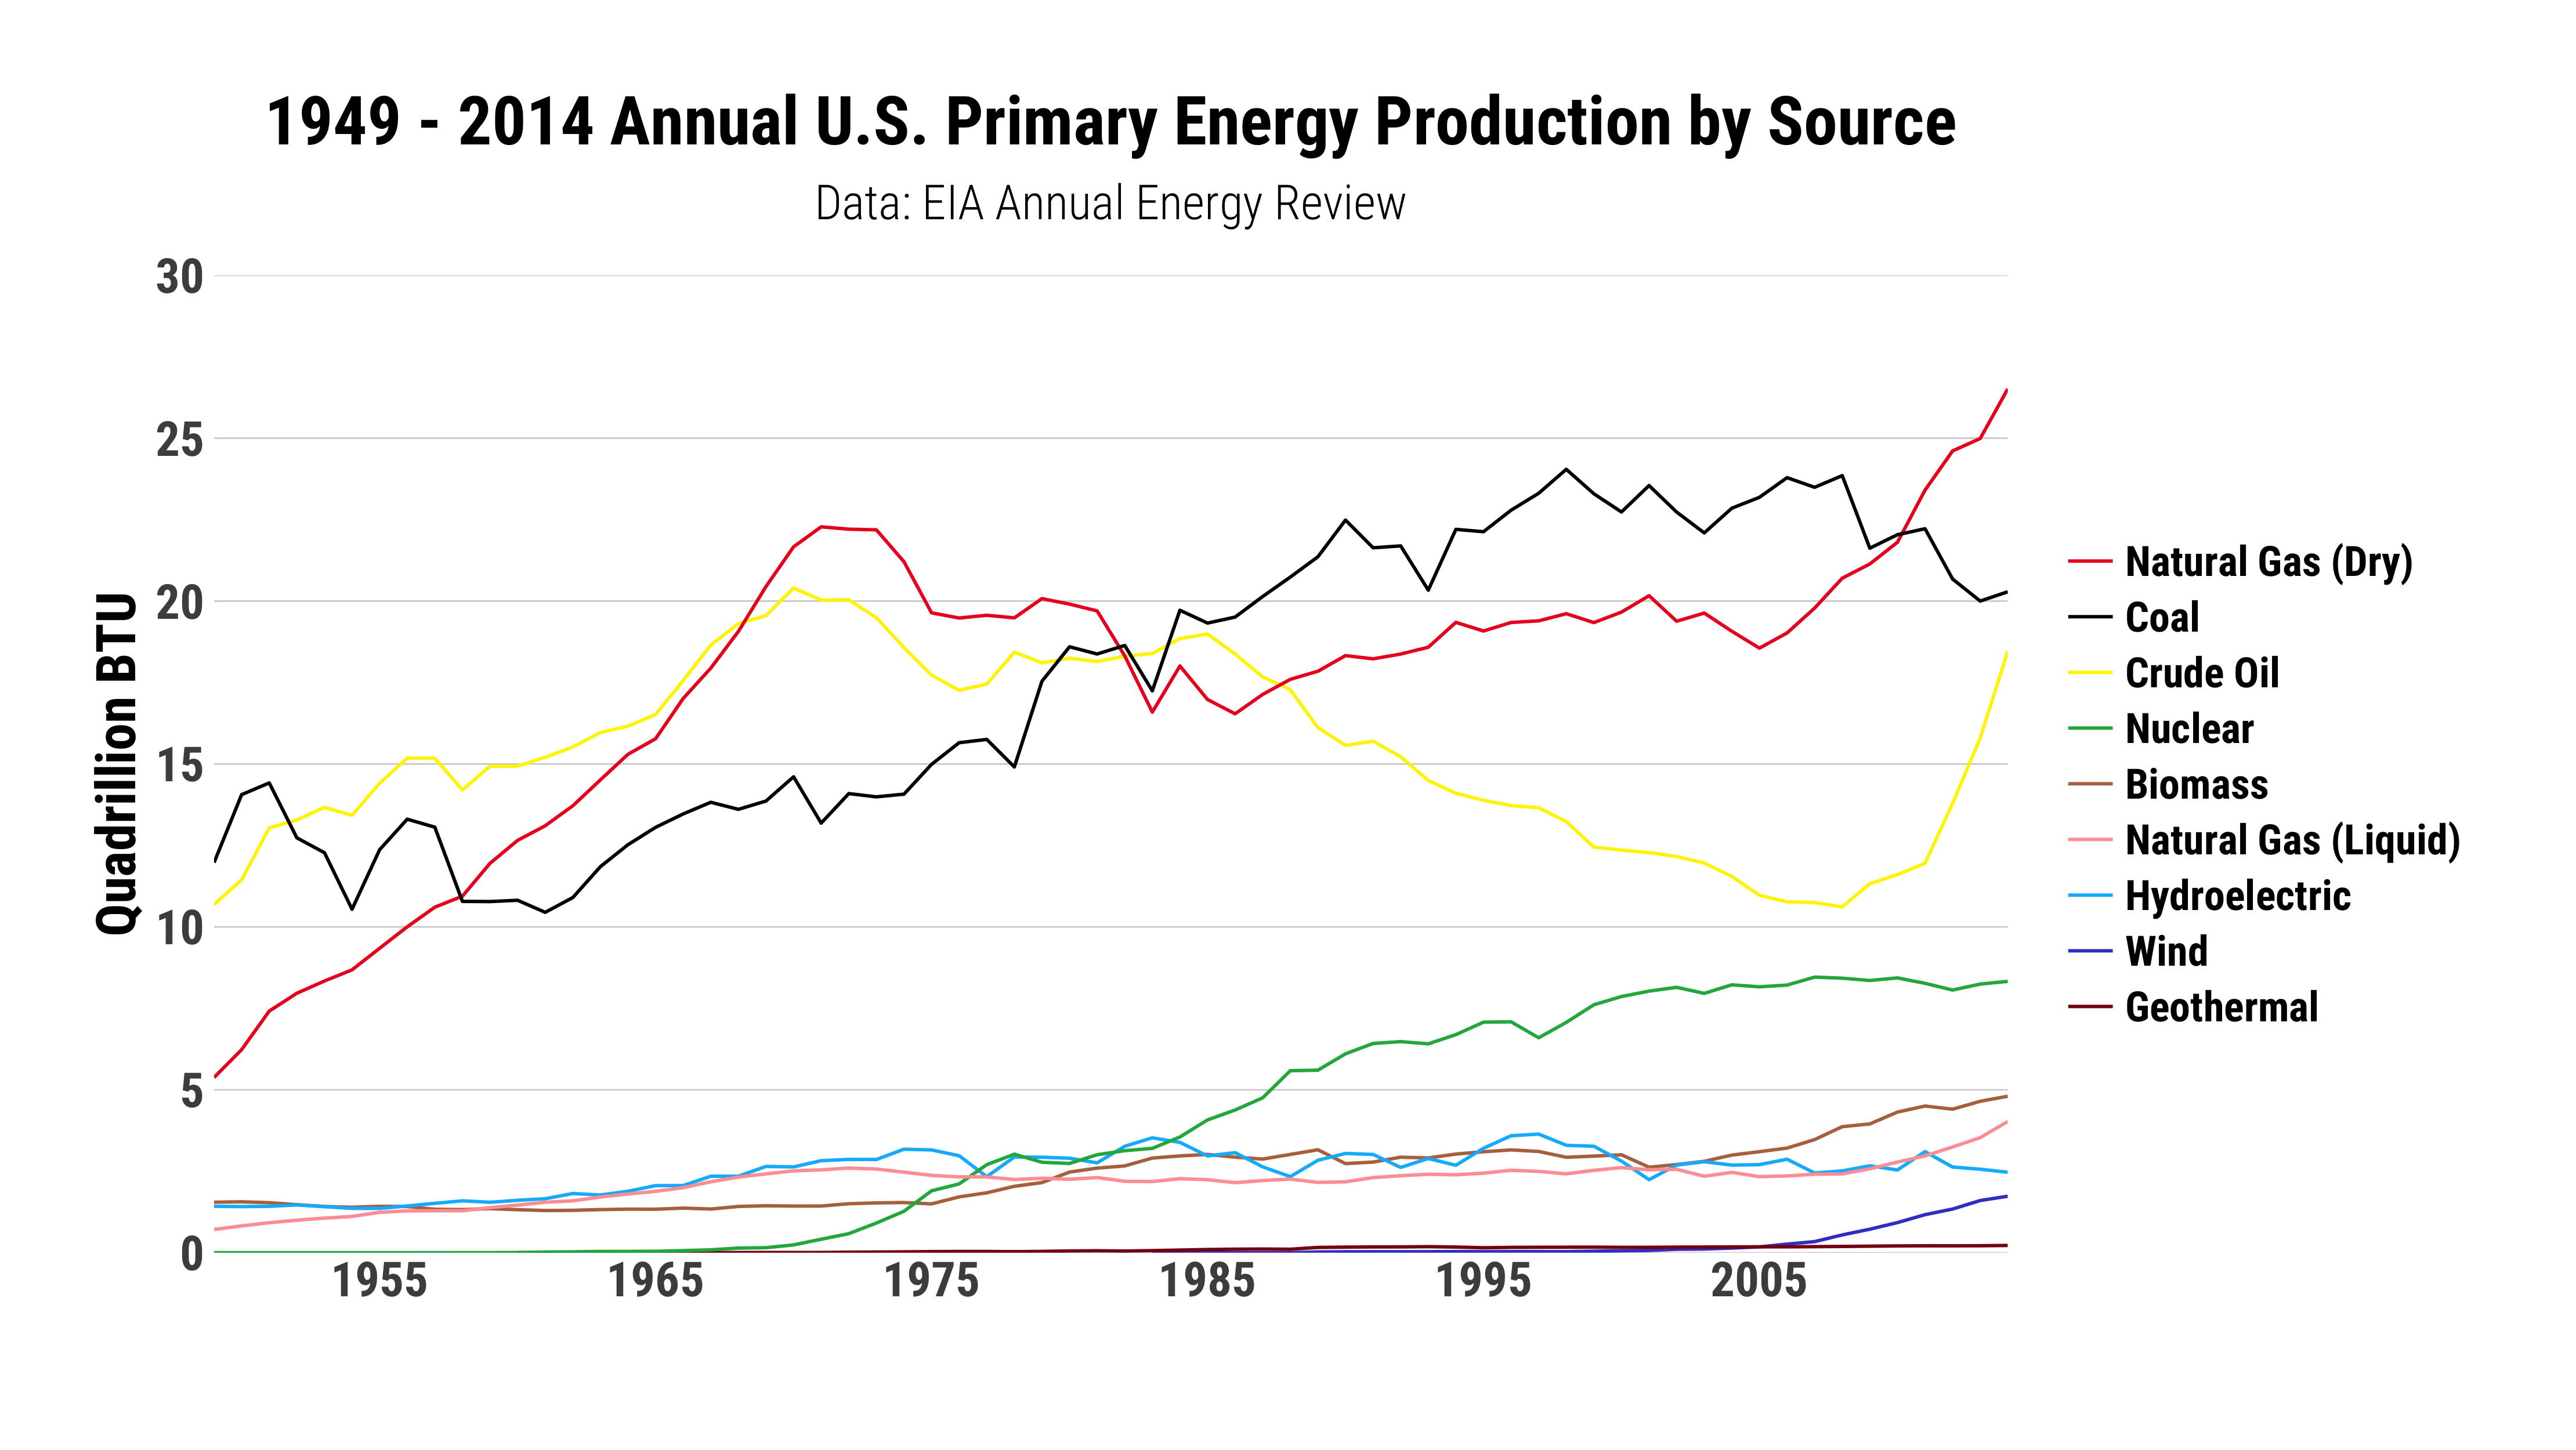 1949 - 2014 Annual U.S. Primary Energy Production by Source
Data: EIA Annual Energy Review
Quadrillion BTU
30
25
20
15
10
5
0
1955 1965 1975 1985 1995 2005
Natural Gas (Dry)
Coal
Crude Oil
Nuclear
Biomass
Natural Gas (Liquid)
Hydroelectric
Wind
Geothermal